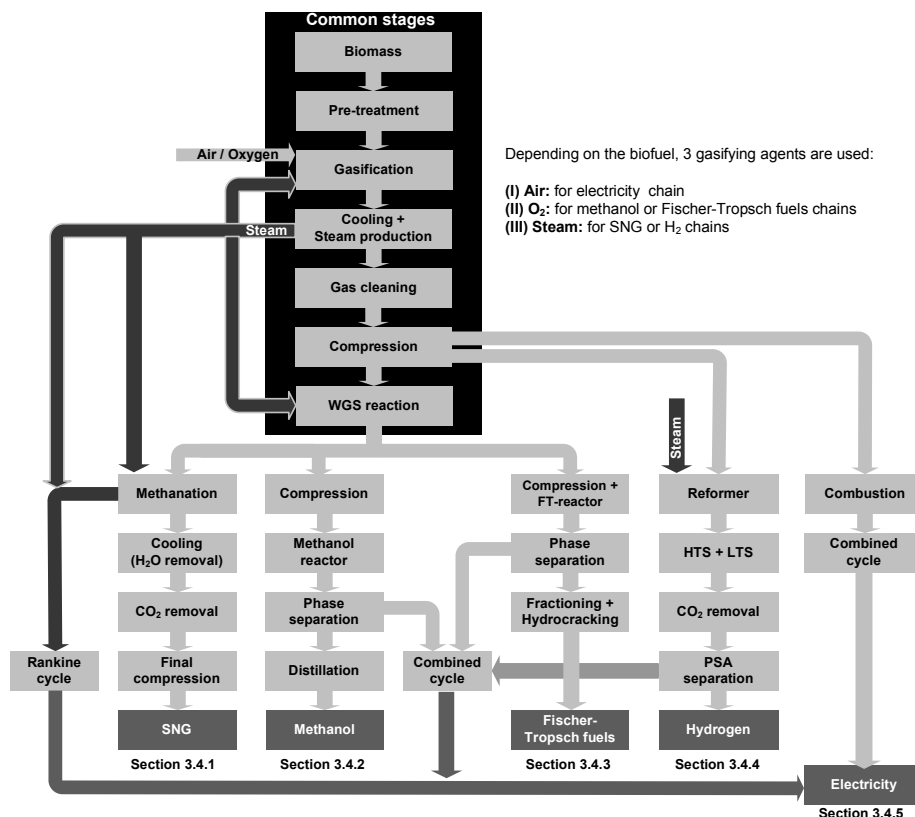 Common stages
Biomass
Pre-treatment
Air / Oxygen
Gasification
Depending on the biofuel, 3 gasifying agents are used:
(I) Air: for electricity chain
(II) O₂: for methanol or Fischer-Tropsch fuels chains
(III) Steam: for SNG or H₂ chains
Steam
Cooling +
Steam production
Gas cleaning
Compression
WGS reaction
Steam
Methanation
Compression
Compression +
FT-reactor
Reformer
Combustion
Cooling
(H₂O removal)
Methanol
reactor
Phase
separation
HTS + LTS
Combined
cycle
CO₂ removal
Phase
separation
Fractioning +
Hydrocracking
CO₂ removal
Rankine
cycle
Final
compression
Distillation
Combined
cycle
PSA
separation
SNG
Methanol
Fischer-
Tropsch fuels
Hydrogen
Section 3.4.1
Section 3.4.2
Section 3.4.3
Section 3.4.4
Electricity
Section 3.4.5